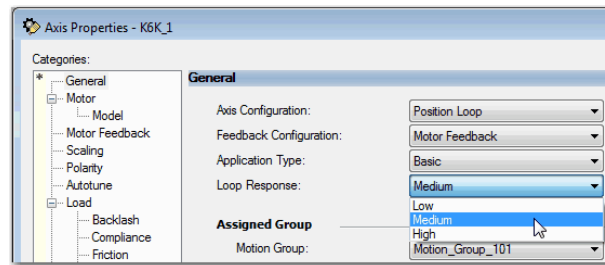 Axis Properties - K6K_1
Categories:
* General
Motor
Model
Motor Feedback
Scaling
Polarity
Autotune
Load
Backlash
Compliance
Friction
General
Axis Configuration: Position Loop
Feedback Configuration: Motor Feedback
Application Type: Basic
Loop Response: Medium
Low
Medium
High
Assigned Group
Motion Group: Motion_Group_101